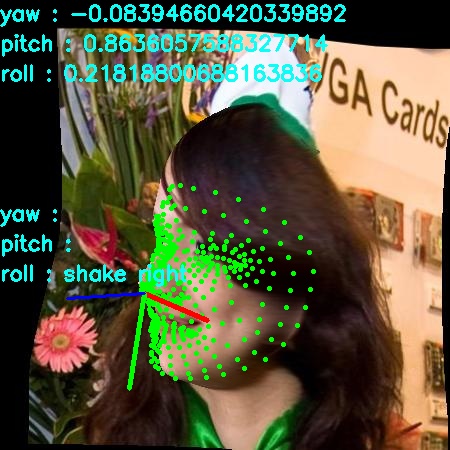 yaw : -0.08394660420339892
pitch : 0.8636057588327714
roll : 0.21818800688163836
GA Cards
yaw :
pitch :
roll : shake right